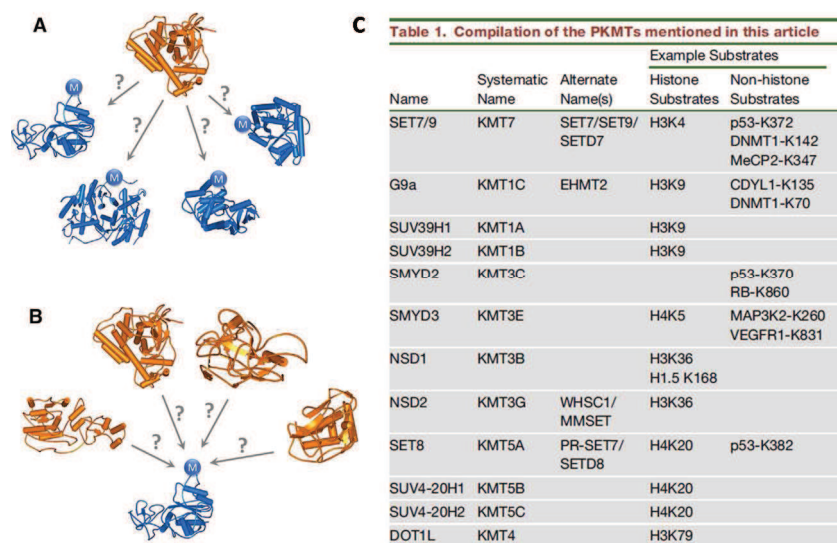 A
?
?
?
?
M
M
M
M
B
?
?
?
?
M
C
Table 1. Compilation of the PKMTs mentioned in this article
Example Substrates
Name Systematic Name Alternate Name(s) Histone Substrates Non-histone Substrates
SET7/9 KMT7 SET7/SET9/ H3K4 p53-K372
SETD7 DNMT1-K142
MeCP2-K347
G9a KMT1C EHMT2 H3K9 CDYL1-K135
DNMT1-K70
SUV39H1 KMT1A H3K9
SUV39H2 KMT1B H3K9
SMYD2 KMT3C p53-K370
RB-K860
SMYD3 KMT3E H4K5 MAP3K2-K260
VEGFR1-K831
NSD1 KMT3B H3K36
H1.5 K168
NSD2 KMT3G WHSC1/ H3K36
MMSET
SET8 KMT5A PR-SET7/ H4K20 p53-K382
SETD8
SUV4-20H1 KMT5B H4K20
SUV4-20H2 KMT5C H4K20
DOT1L KMT4 H3K79